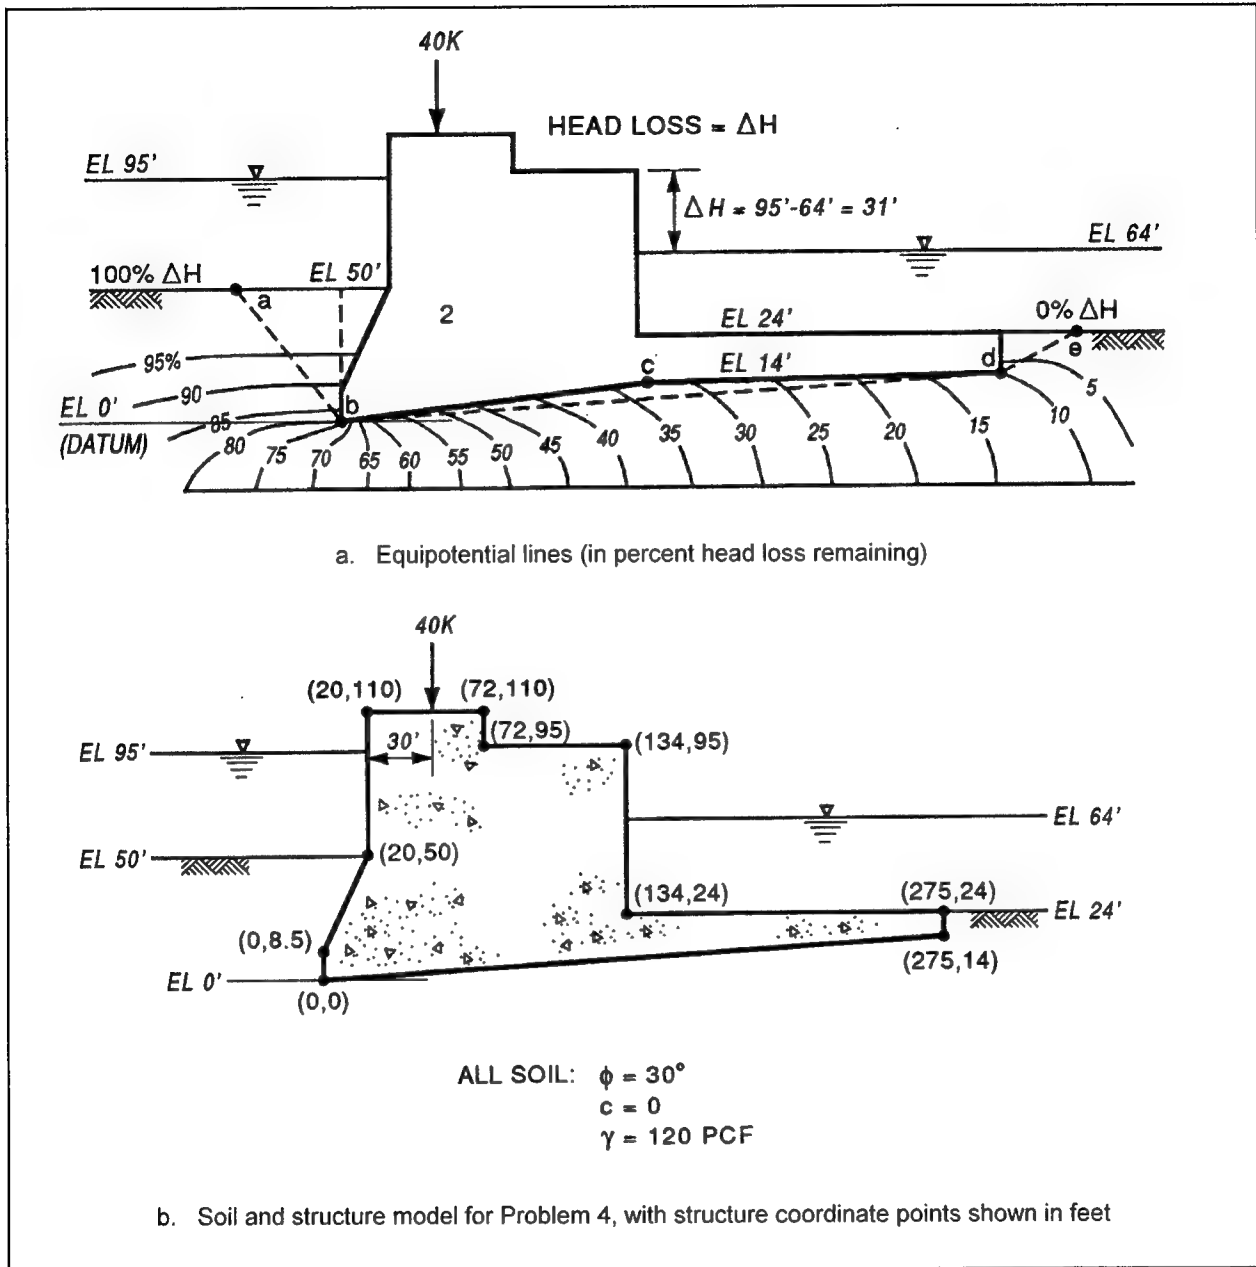 40K
HEAD LOSS = ΔH
EL 95'
ΔH = 95'-64' = 31'
EL 64'
100% ΔH
EL 50'
0% ΔH
a
2
EL 24'
e
95%
c
EL 14'
d
90
5
EL 0'
b
85
10
(DATUM)
80
75
70
65
60
55
50
45
40
35
30
25
20
15
a. Equipotential lines (in percent head loss remaining)
40K
(20,110)
(72,110)
(72,95)
EL 95'
30'
(134,95)
EL 64'
EL 50'
(20,50)
(134,24)
(275,24)
EL 24'
(0,8.5)
(275,14)
EL 0'
(0,0)
ALL SOIL: ϕ = 30°
c = 0
γ = 120 PCF
b. Soil and structure model for Problem 4, with structure coordinate points shown in feet